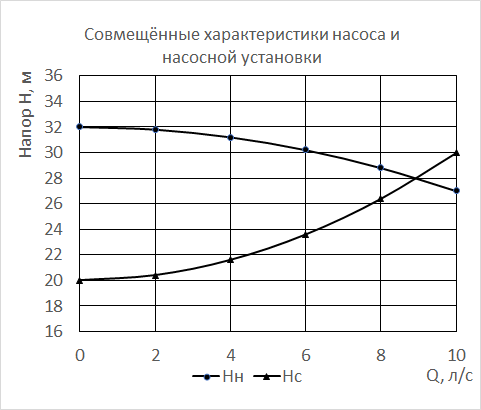 Совмещённые характеристики насоса и
насосной установки
Напор Н, м
36
34
32
30
28
26
24
22
20
18
16
0 2 4 6 8 10
Q, л/с
Нн Нс